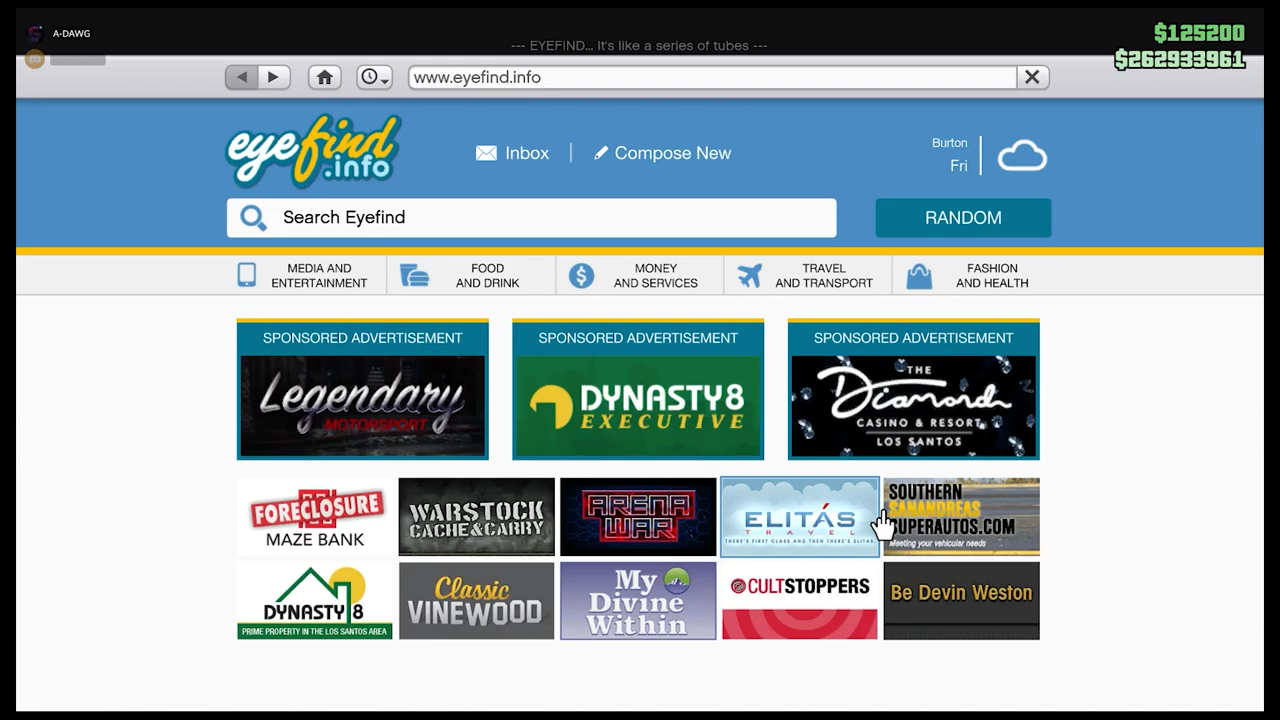 A-DAWG
--- EYEFIND... It's like a series of tubes ---
$125200
$262933961
www.eyefind.info
eyefind
.info
Inbox
Compose New
Burton
Fri
Search Eyefind
RANDOM
MEDIA AND
ENTERTAINMENT
FOOD
AND DRINK
MONEY
AND SERVICES
TRAVEL
AND TRANSPORT
FASHION
AND HEALTH
SPONSORED ADVERTISEMENT
Legendary
MOTORSPORT
SPONSORED ADVERTISEMENT
DYNASTY8
EXECUTIVE
SPONSORED ADVERTISEMENT
THE
Diamond
CASINO & RESORT
LOS SANTOS
FORECLOSURE
MAZE BANK
WARSTOCK
CACHE&CARRY
ARENA
WAR
ELITÁS
TRAVEL
THERE'S FIRST CLASS AND THEN THERE'S ELITÁS
SOUTHERN
SANANDREAS
SUPERAUTOS.COM
Meeting your vehicular needs
DYNASTY 8
PRIME PROPERTY IN THE LOS SANTOS AREA
Classic
VINEWOOD
My
Divine
Within
CULTSTOPPERS
Be Devin Weston